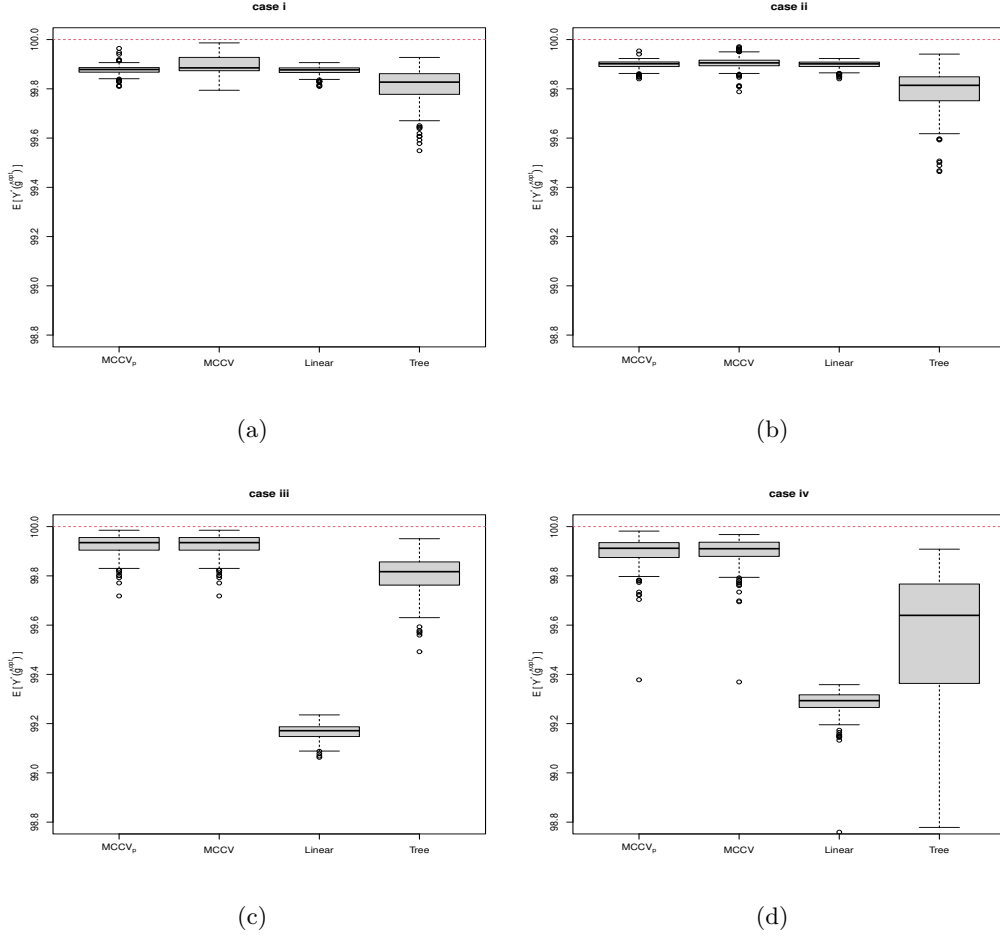 case i
E [ Y*(ĝopt) ]
98.8 99.0 99.2 99.4 99.6 99.8 100.0
MCCVp MCCV Linear Tree
(a)
case ii
E [ Y*(ĝopt) ]
98.8 99.0 99.2 99.4 99.6 99.8 100.0
MCCVp MCCV Linear Tree
(b)
case iii
E [ Y*(ĝopt) ]
98.8 99.0 99.2 99.4 99.6 99.8 100.0
MCCVp MCCV Linear Tree
(c)
case iv
E [ Y*(ĝopt) ]
98.8 99.0 99.2 99.4 99.6 99.8 100.0
MCCVp MCCV Linear Tree
(d)